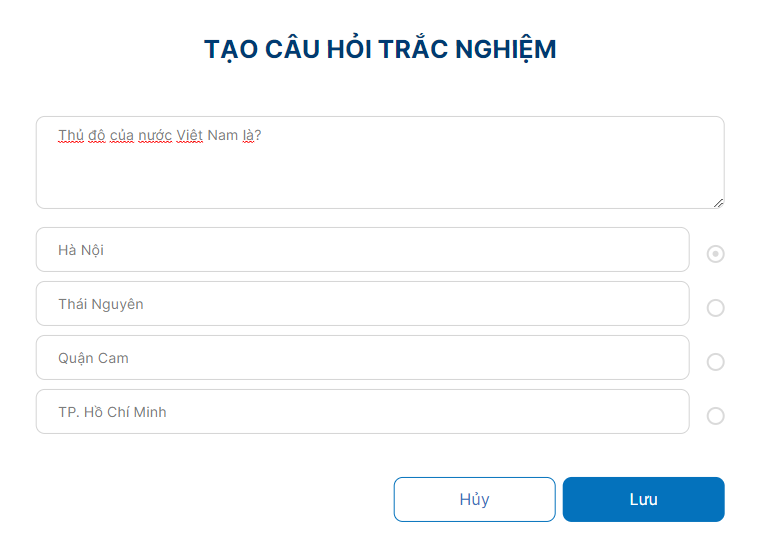 TẠO CÂU HỎI TRẮC NGHIỆM
Thủ đô của nước Việt Nam là?
Hà Nội
Thái Nguyên
Quận Cam
TP. Hồ Chí Minh
Hủy Lưu